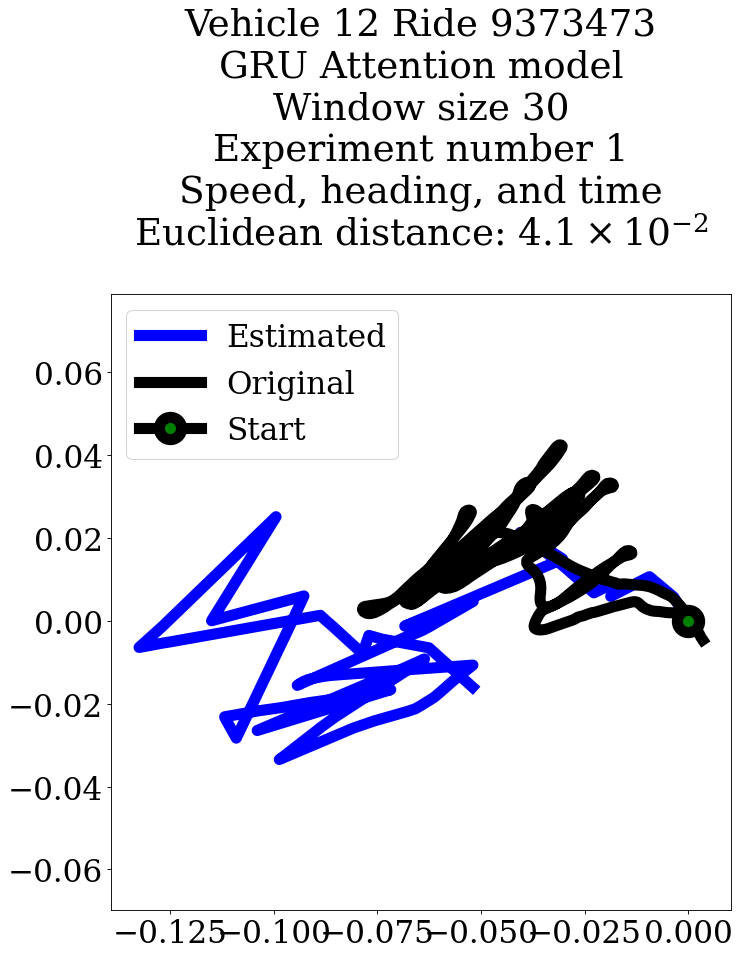 Vehicle 12 Ride 9373473
GRU Attention model
Window size 30
Experiment number 1
Speed, heading, and time
Euclidean distance: 4.1 × 10⁻²
Estimated
Original
Start
0.06
0.04
0.02
0.00
−0.02
−0.04
−0.06
−0.125 −0.100 −0.075 −0.050 −0.025 0.000